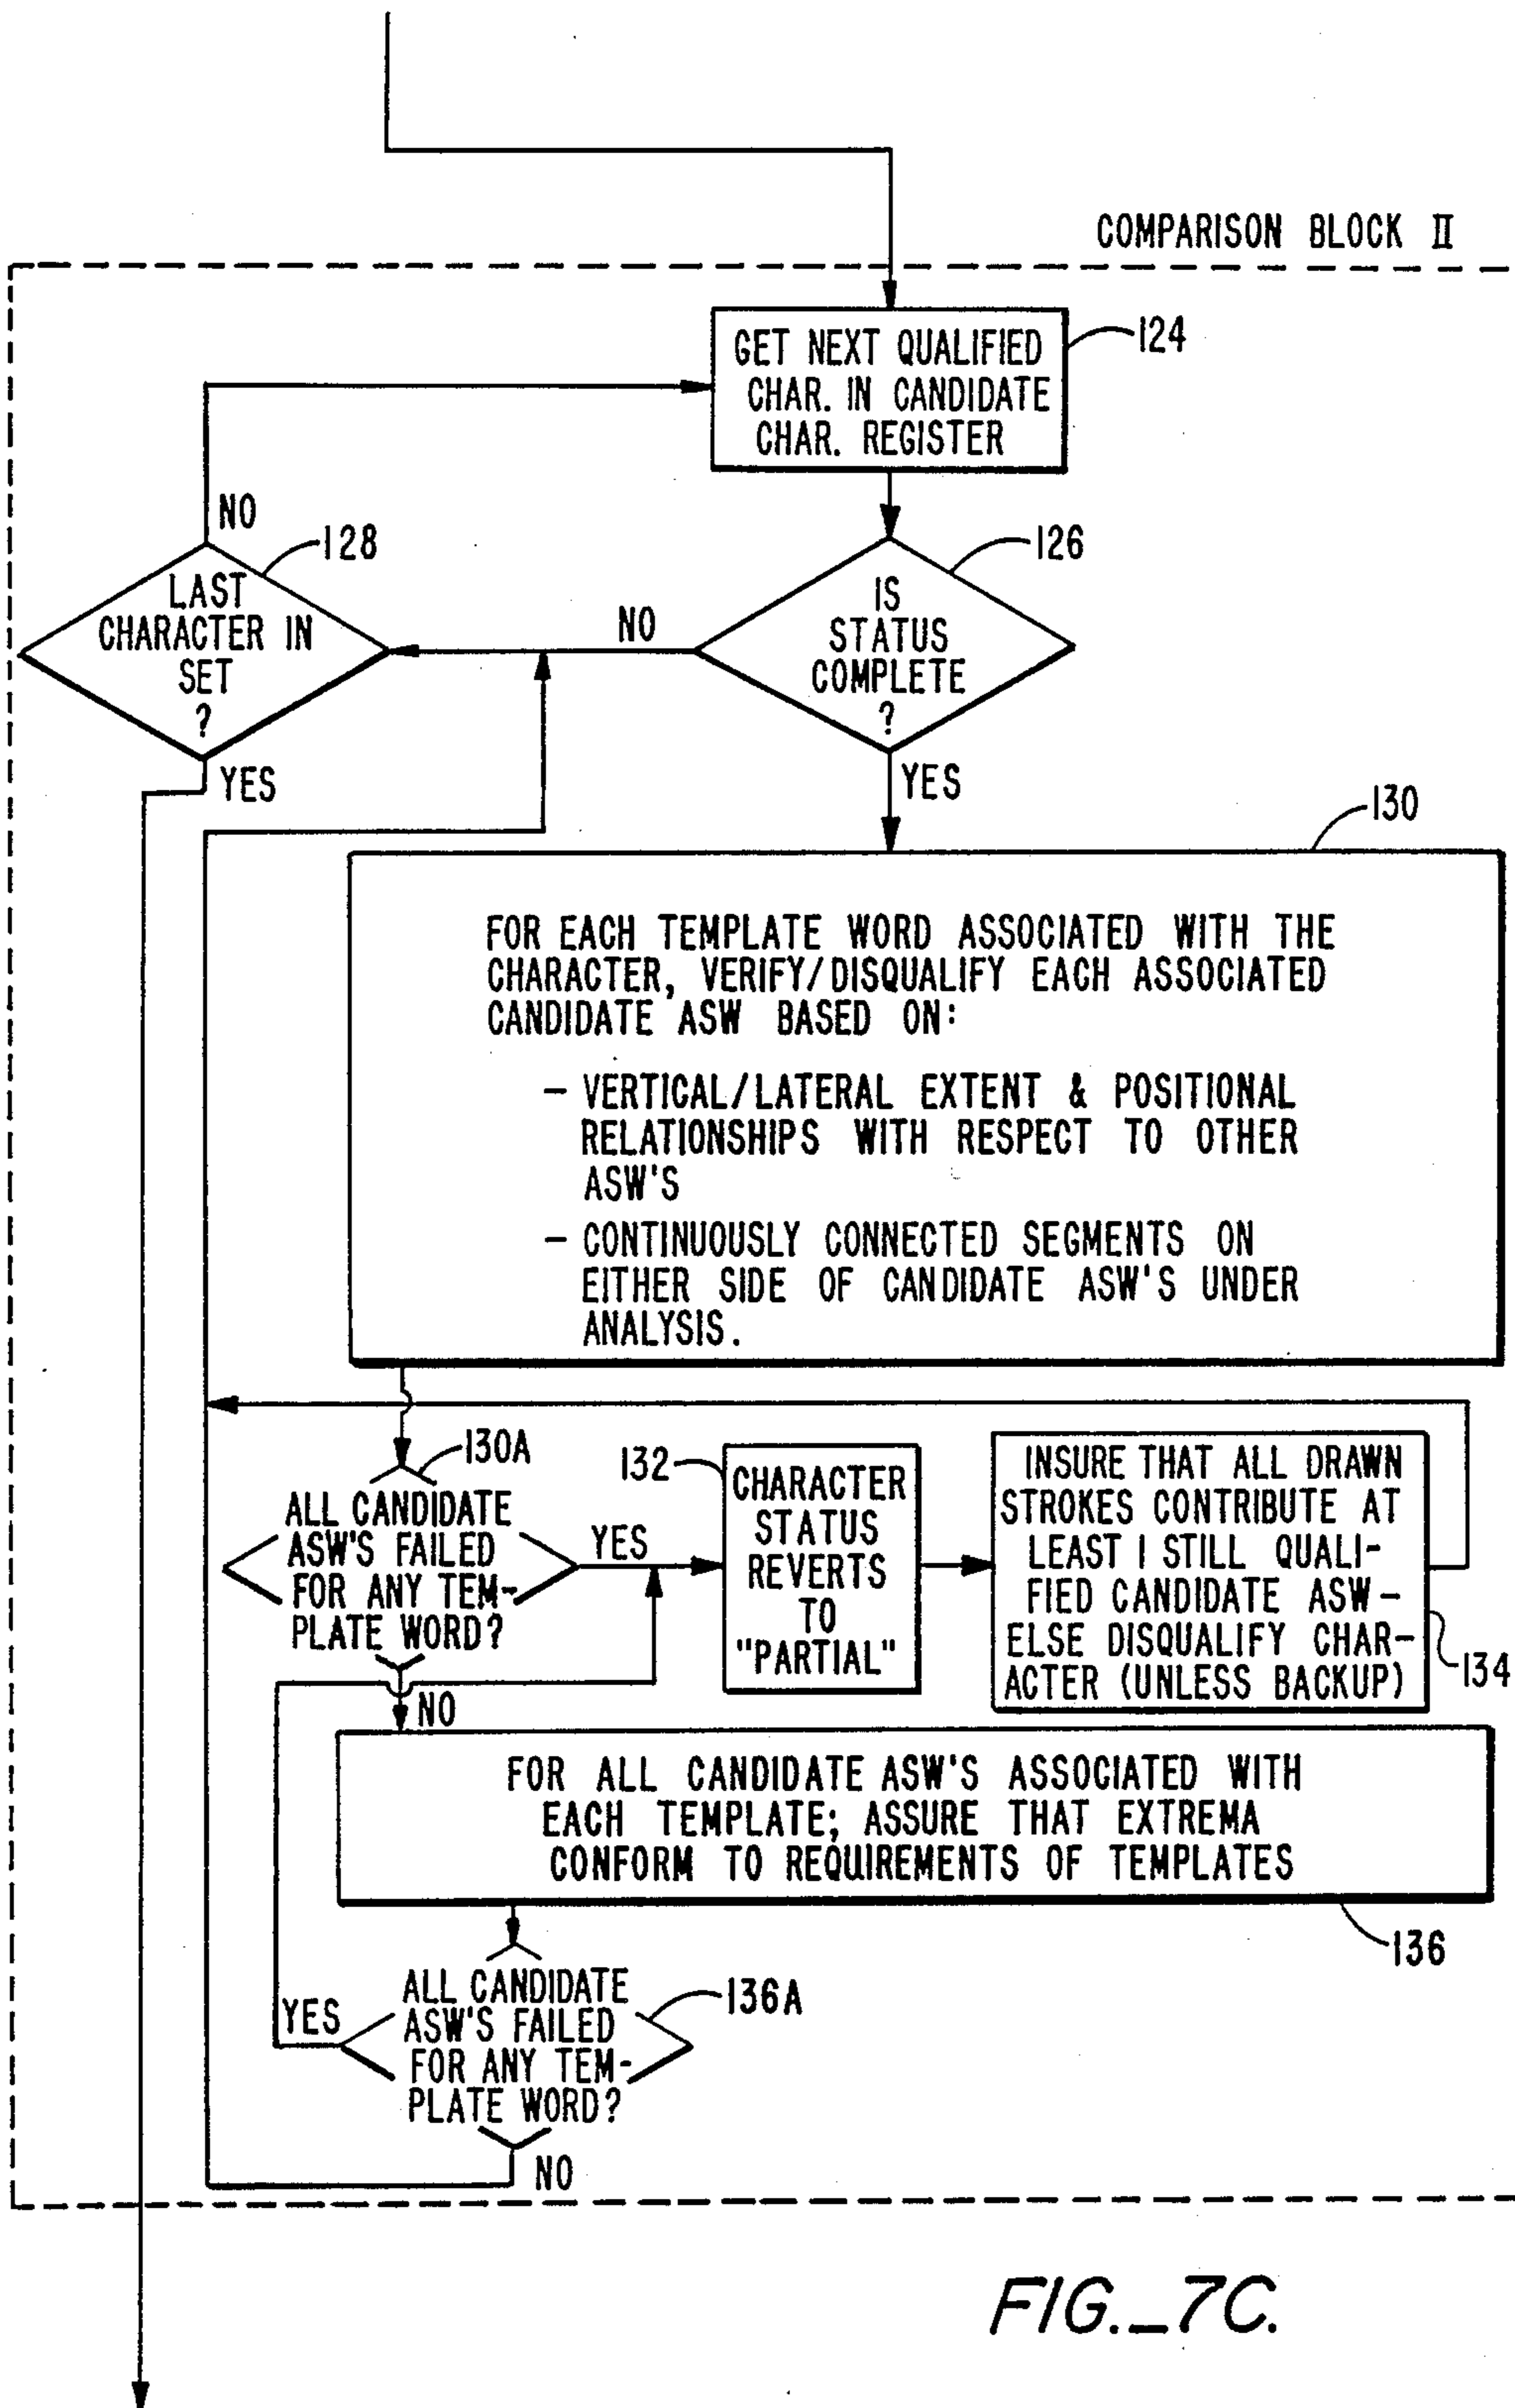 COMPARISON BLOCK II
GET NEXT QUALIFIED
CHAR. IN CANDIDATE
CHAR. REGISTER
124
NO
128
LAST
CHARACTER IN
SET
?
YES
NO
126
IS
STATUS
COMPLETE
?
YES
130
FOR EACH TEMPLATE WORD ASSOCIATED WITH THE
CHARACTER, VERIFY/DISQUALIFY EACH ASSOCIATED
CANDIDATE ASW BASED ON:
- VERTICAL/LATERAL EXTENT & POSITIONAL
RELATIONSHIPS WITH RESPECT TO OTHER
ASW'S
- CONTINUOUSLY CONNECTED SEGMENTS ON
EITHER SIDE OF CANDIDATE ASW'S UNDER
ANALYSIS.
130A
ALL CANDIDATE
ASW'S FAILED
FOR ANY TEM-
PLATE WORD?
YES
NO
132
CHARACTER
STATUS
REVERTS
TO
"PARTIAL"
INSURE THAT ALL DRAWN
STROKES CONTRIBUTE AT
LEAST 1 STILL QUALI-
FIED CANDIDATE ASW-
ELSE DISQUALIFY CHAR-
ACTER (UNLESS BACKUP)
134
FOR ALL CANDIDATE ASW'S ASSOCIATED WITH
EACH TEMPLATE; ASSURE THAT EXTREMA
CONFORM TO REQUIREMENTS OF TEMPLATES
136
ALL CANDIDATE
ASW'S FAILED
FOR ANY TEM-
PLATE WORD?
136A
YES
NO
FIG._7C.